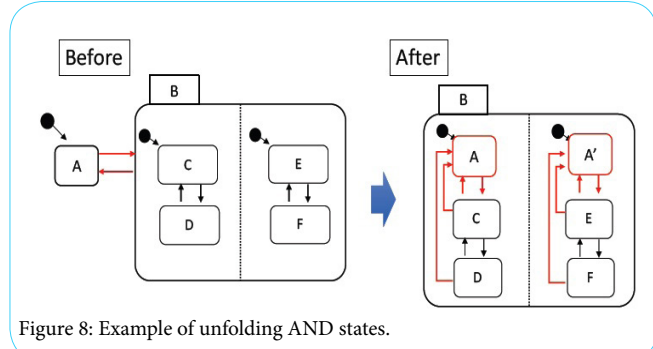 Before
After
B
B
A
C
E
D
F
A
A'
C
E
D
F
Figure 8: Example of unfolding AND states.